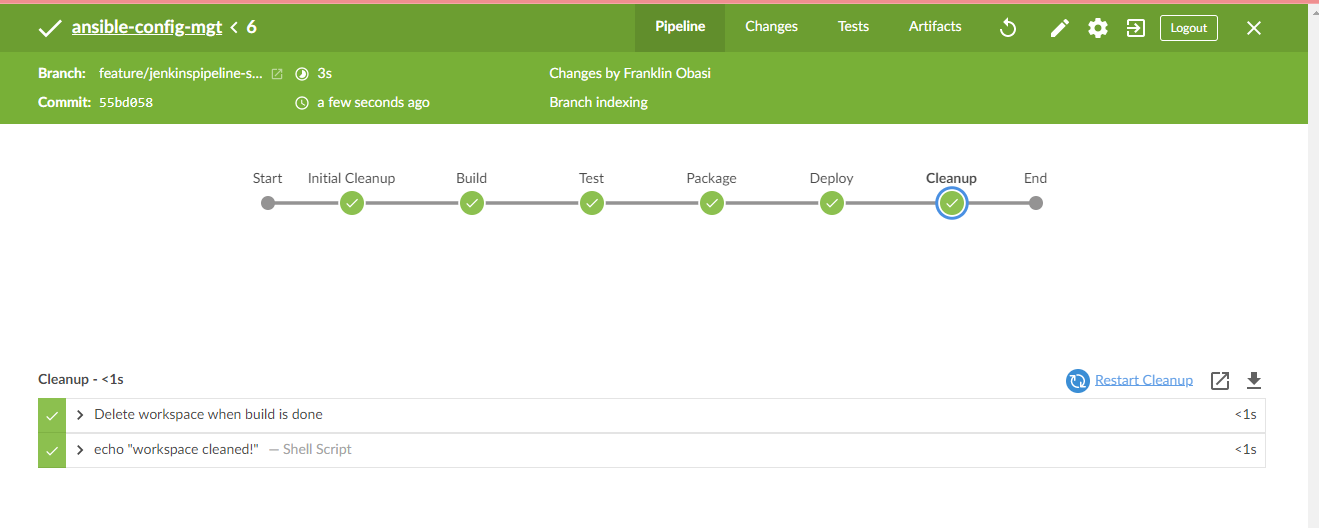 ansible-config-mgt < 6
Pipeline Changes Tests Artifacts Logout
Branch: feature/jenkinspipeline-s... 3s Changes by Franklin Obasi
Commit: 55bd058 a few seconds ago Branch indexing
Start Initial Cleanup Build Test Package Deploy Cleanup End
Cleanup - <1s Restart Cleanup
Delete workspace when build is done <1s
echo "workspace cleaned!" — Shell Script <1s